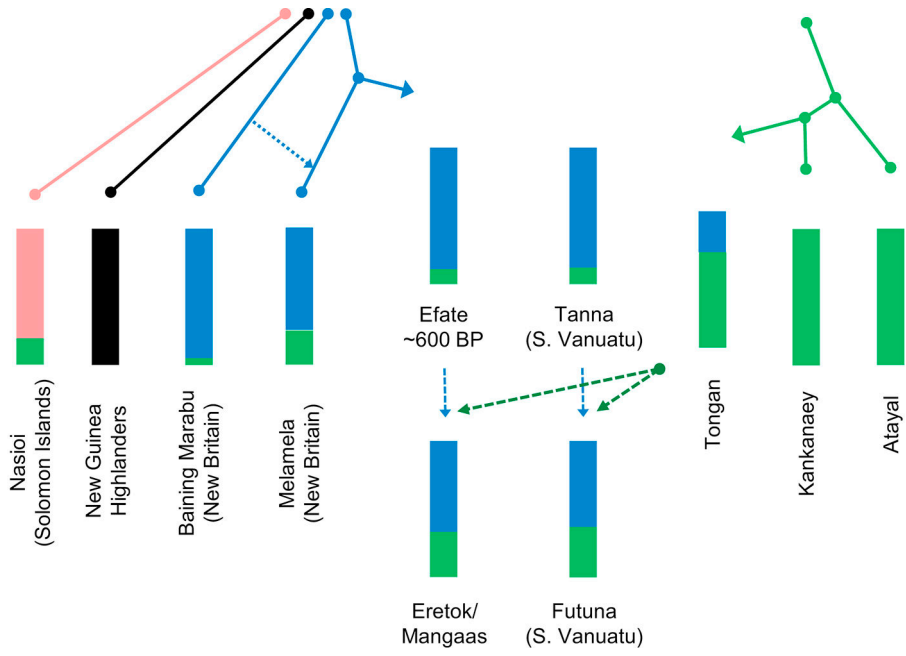 Efate
~600 BP
Tanna
(S. Vanuatu)
Nasioi
(Solomon Islands)
New Guinea
Highlanders
Baining Marabu
(New Britain)
Melamela
(New Britain)
Tongan
Kankanaey
Atayal
Eretok/
Mangaas
Futuna
(S. Vanuatu)